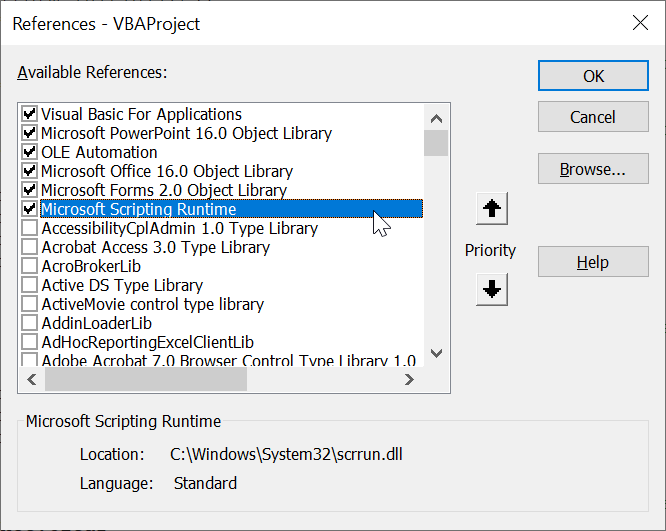 References - VBAProject
Available References:
OK
Visual Basic For Applications
Microsoft PowerPoint 16.0 Object Library
Cancel
OLE Automation
Microsoft Office 16.0 Object Library
Browse...
Microsoft Forms 2.0 Object Library
Microsoft Scripting Runtime
AccessibilityCplAdmin 1.0 Type Library
Acrobat Access 3.0 Type Library
Priority
AcroBrokerLib
Help
Active DS Type Library
ActiveMovie control type library
AddinLoaderLib
AdHocReportingExcelClientLib
Adobe Acrobat 7.0 Browser Control Type Library 1.0
Microsoft Scripting Runtime
Location: C:\Windows\System32\scrrun.dll
Language: Standard